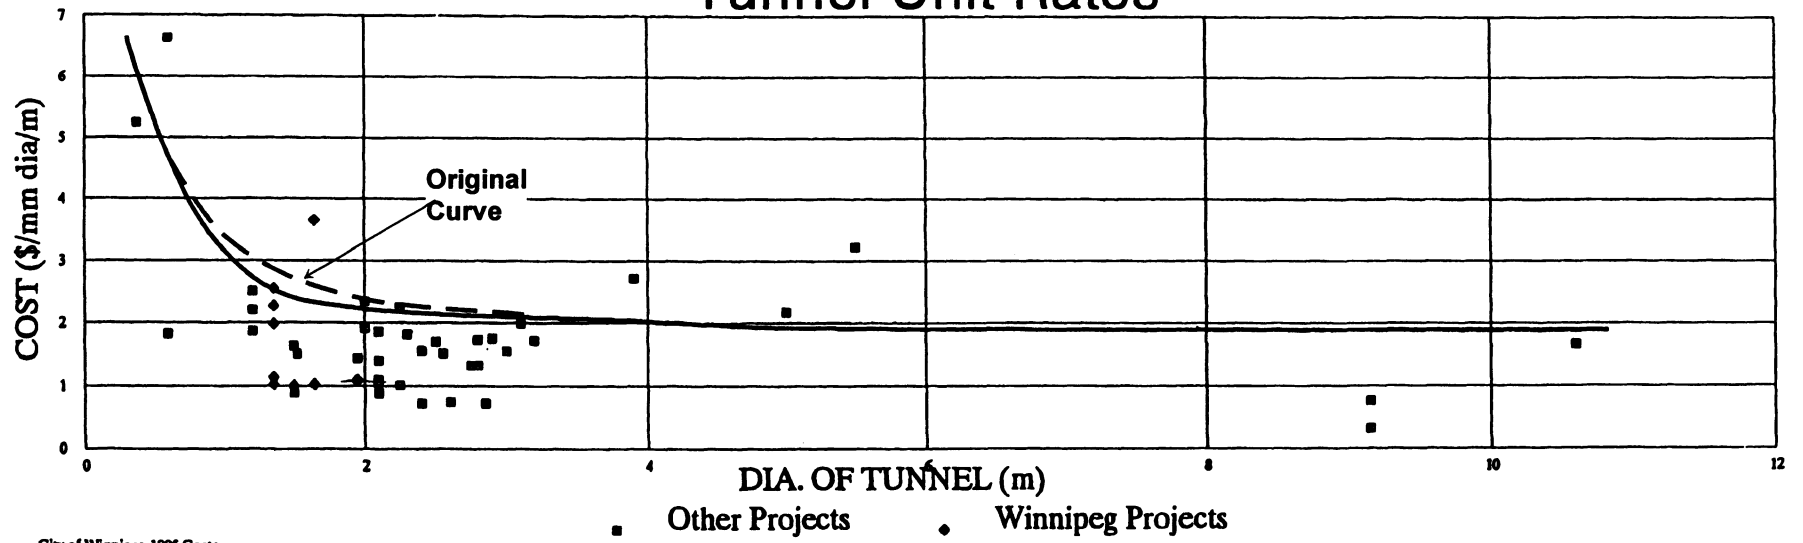 Tunnel Unit Rates
7
6
5
4
3
2
1
0
COST ($/mm dia/m)
Original
Curve
0 2 4 6 8 10 12
DIA. OF TUNNEL (m)
Other Projects Winnipeg Projects